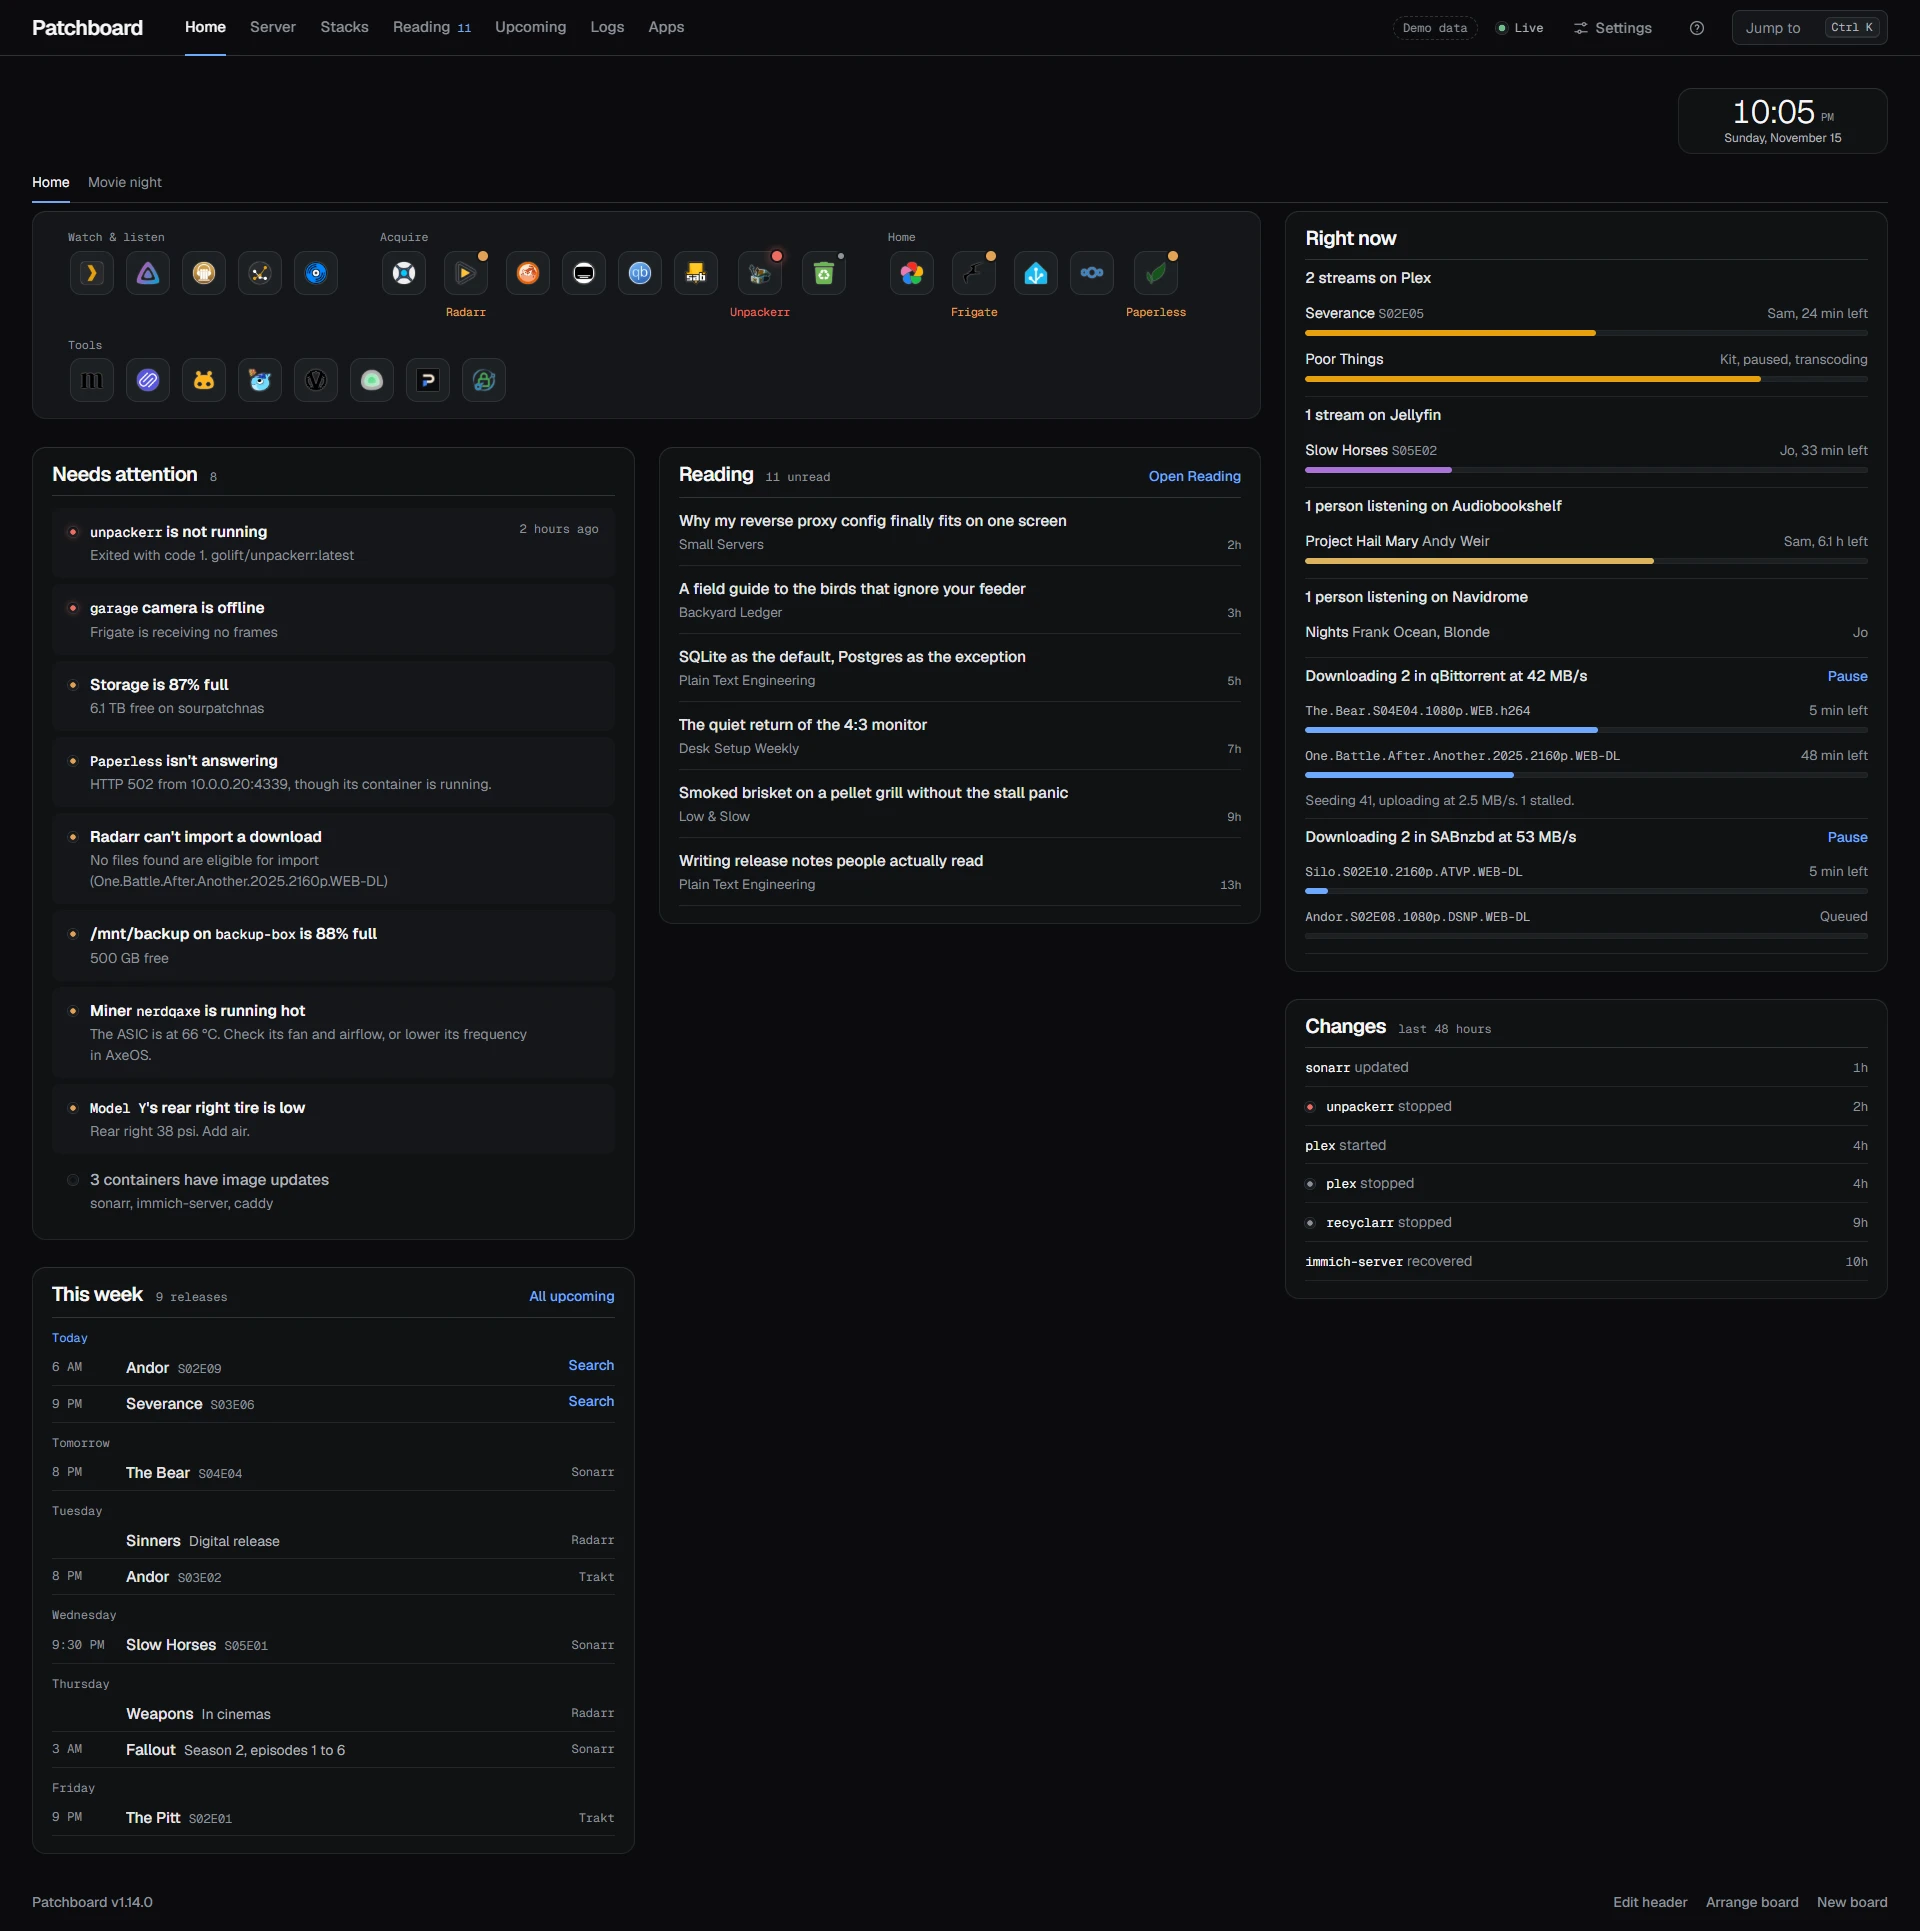 Patchboard
Home
Server
Stacks
Reading 11
Upcoming
Logs
Apps
Demo data
Live
Settings
Jump to
Ctrl K
10:05 PM
Sunday, November 15
Home
Movie night
Watch & listen
Acquire
qb
sab
Radarr
Unpackerr
Home
Frigate
Paperless
Tools
m
Needs attention 8
unpackerr is not running
2 hours ago
Exited with code 1. golift/unpackerr:latest
garage camera is offline
Frigate is receiving no frames
Storage is 87% full
6.1 TB free on sourpatchnas
Paperless isn't answering
HTTP 502 from 10.0.0.20:4339, though its container is running.
Radarr can't import a download
No files found are eligible for import
(One.Battle.After.Another.2025.2160p.WEB-DL)
/mnt/backup on backup-box is 88% full
500 GB free
Miner nerdqaxe is running hot
The ASIC is at 66 °C. Check its fan and airflow, or lower its frequency
in AxeOS.
Model Y's rear right tire is low
Rear right 38 psi. Add air.
3 containers have image updates
sonarr, immich-server, caddy
This week 9 releases
All upcoming
Today
6 AM Andor S02E09 Search
9 PM Severance S03E06 Search
Tomorrow
8 PM The Bear S04E04 Sonarr
Tuesday
Sinners Digital release Radarr
8 PM Andor S03E02 Trakt
Wednesday
9:30 PM Slow Horses S05E01 Sonarr
Thursday
Weapons In cinemas Radarr
3 AM Fallout Season 2, episodes 1 to 6 Sonarr
Friday
9 PM The Pitt S02E01 Trakt
Reading 11 unread
Open Reading
Why my reverse proxy config finally fits on one screen
Small Servers 2h
A field guide to the birds that ignore your feeder
Backyard Ledger 3h
SQLite as the default, Postgres as the exception
Plain Text Engineering 5h
The quiet return of the 4:3 monitor
Desk Setup Weekly 7h
Smoked brisket on a pellet grill without the stall panic
Low & Slow 9h
Writing release notes people actually read
Plain Text Engineering 13h
Right now
2 streams on Plex
Severance S02E05 Sam, 24 min left
Poor Things Kit, paused, transcoding
1 stream on Jellyfin
Slow Horses S05E02 Jo, 33 min left
1 person listening on Audiobookshelf
Project Hail Mary Andy Weir Sam, 6.1 h left
1 person listening on Navidrome
Nights Frank Ocean, Blonde Jo
Downloading 2 in qBittorrent at 42 MB/s Pause
The.Bear.S04E04.1080p.WEB.h264 5 min left
One.Battle.After.Another.2025.2160p.WEB-DL 48 min left
Seeding 41, uploading at 2.5 MB/s. 1 stalled.
Downloading 2 in SABnzbd at 53 MB/s Pause
Silo.S02E10.2160p.ATVP.WEB-DL 5 min left
Andor.S02E08.1080p.DSNP.WEB-DL Queued
Changes last 48 hours
sonarr updated 1h
unpackerr stopped 2h
plex started 4h
plex stopped 4h
recyclarr stopped 9h
immich-server recovered 10h
Patchboard v1.14.0
Edit header
Arrange board
New board